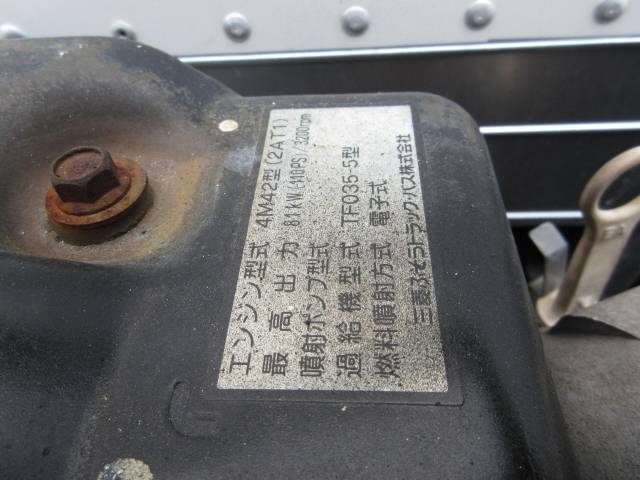 エンジン型式 4M42型(2AT1)
最高出力 81kW{110PS}/3,200rpm
噴射ポンプ型式
過給機型式 TF035-5型
燃料噴射方式 電子式
三菱ふそうトラック・バス株式会社